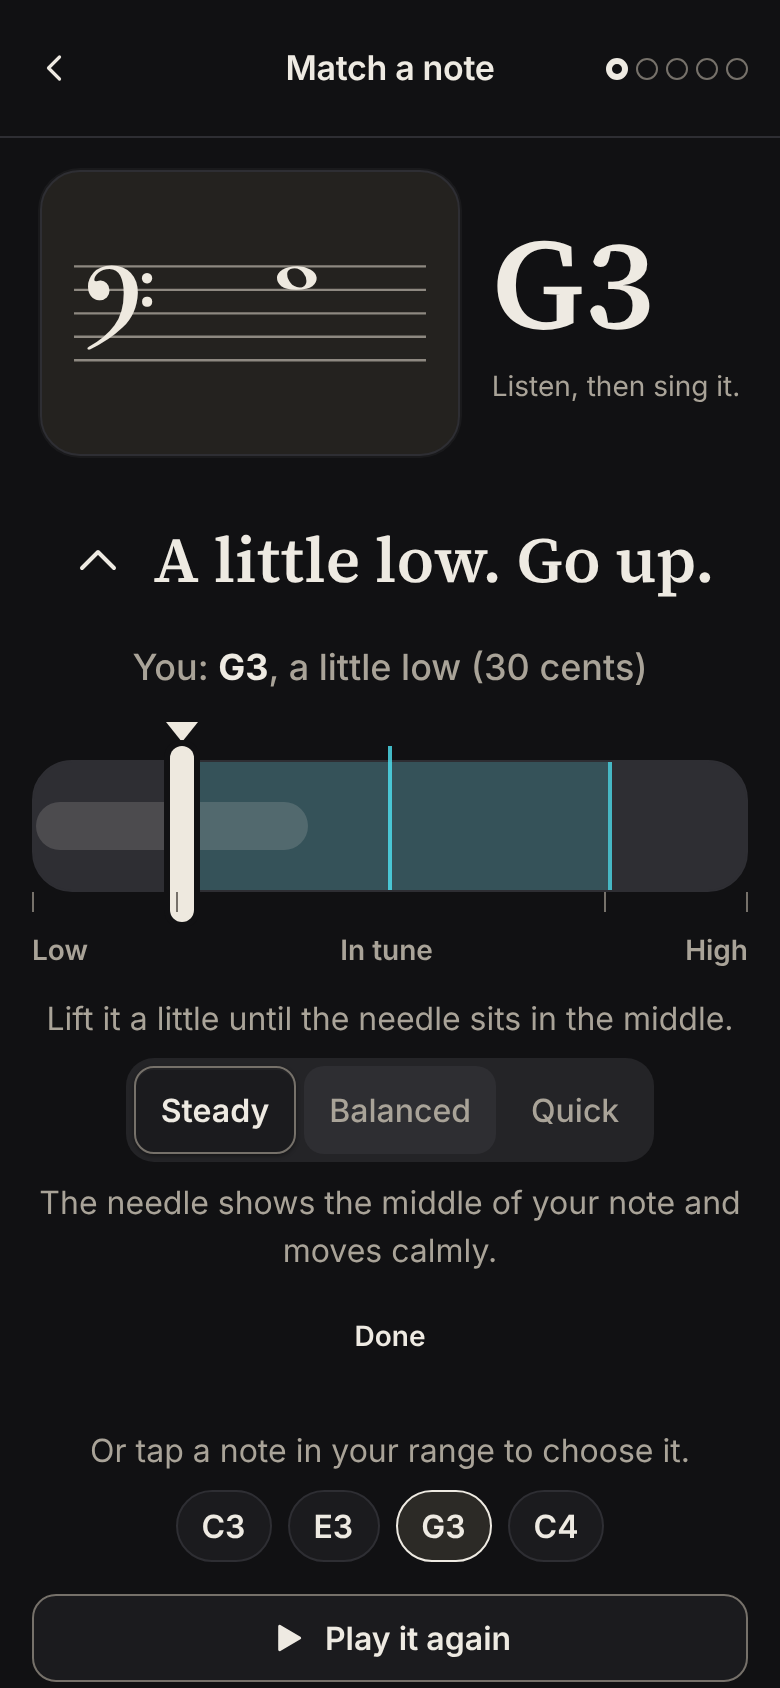 Match a note
G3
Listen, then sing it.
A little low. Go up.
You: G3, a little low (30 cents)
Low In tune High
Lift it a little until the needle sits in the middle.
Steady Balanced Quick
The needle shows the middle of your note and
moves calmly.
Done
Or tap a note in your range to choose it.
C3 E3 G3 C4
Play it again